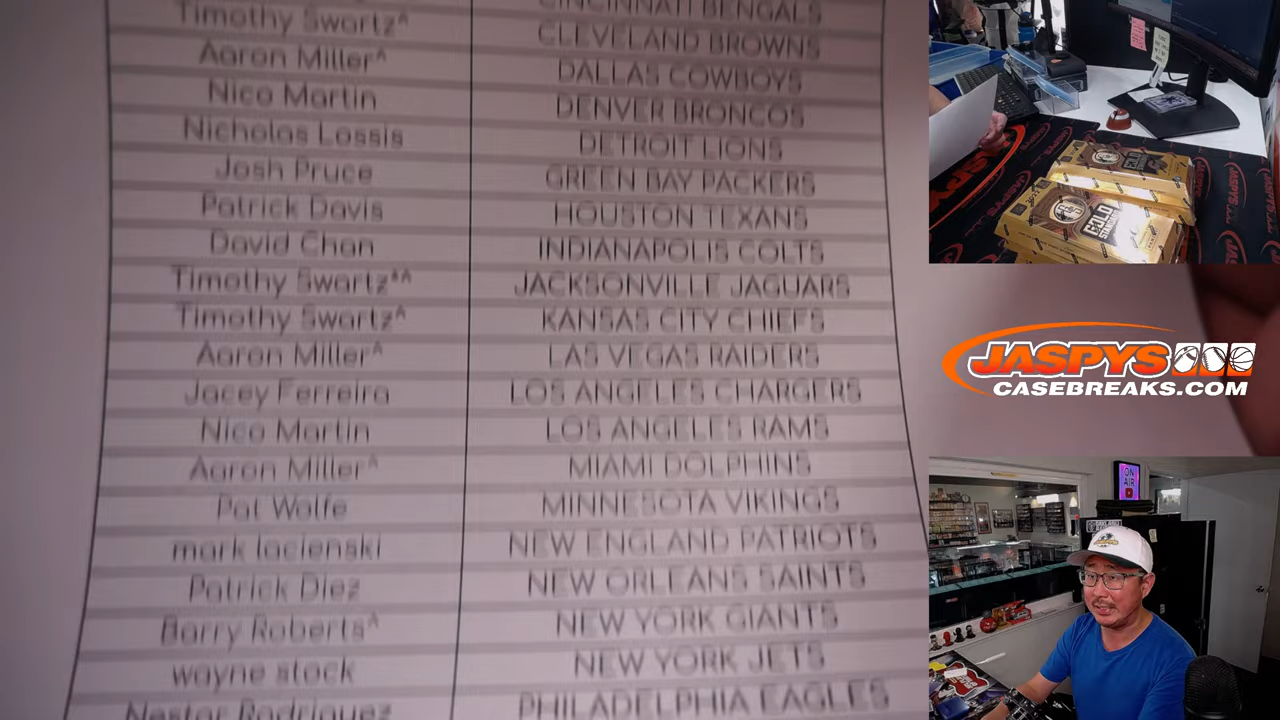 Timothy Swartz^ CINCINNATI BENGALS
Aaron Miller^ CLEVELAND BROWNS
Nico Martin DALLAS COWBOYS
Nicholas Lossis DENVER BRONCOS
Josh Pruce DETROIT LIONS
Patrick Davis GREEN BAY PACKERS
David Chan HOUSTON TEXANS
Timothy Swartz*^ INDIANAPOLIS COLTS
Timothy Swartz^ JACKSONVILLE JAGUARS
Aaron Miller^ KANSAS CITY CHIEFS
Jacey Ferreira LAS VEGAS RAIDERS
Nico Martin LOS ANGELES CHARGERS
Aaron Miller^ LOS ANGELES RAMS
Pat Wolfe MIAMI DOLPHINS
mark lacienski MINNESOTA VIKINGS
Patrick Diez NEW ENGLAND PATRIOTS
Barry Roberts^ NEW ORLEANS SAINTS
wayne stock NEW YORK GIANTS
Nestor Rodriguez NEW YORK JETS
PHILADELPHIA EAGLES
GOLD
STANDARD
JASPYS
JASPYS
CASEBREAKS.COM
ON
AIR